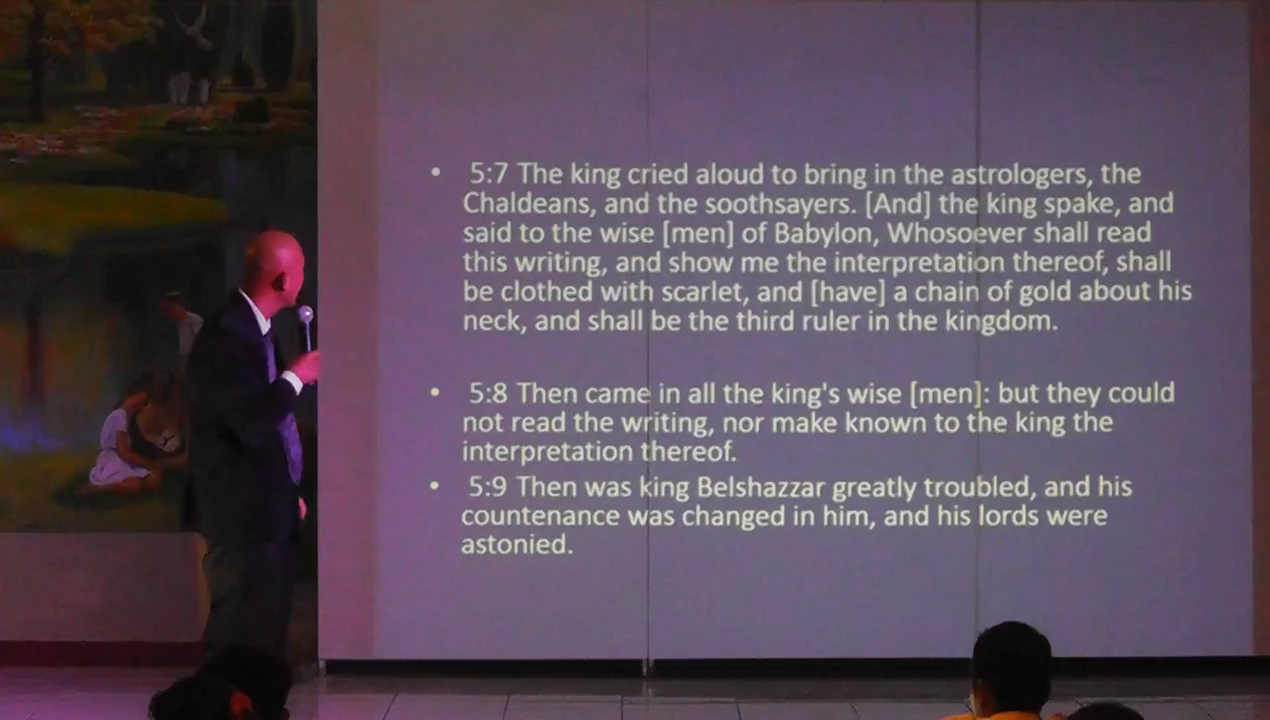 • 5:7 The king cried aloud to bring in the astrologers, the
Chaldeans, and the soothsayers. [And] the king spake, and
said to the wise [men] of Babylon, Whosoever shall read
this writing, and show me the interpretation thereof, shall
be clothed with scarlet, and [have] a chain of gold about his
neck, and shall be the third ruler in the kingdom.
• 5:8 Then came in all the king's wise [men]: but they could
not read the writing, nor make known to the king the
interpretation thereof.
• 5:9 Then was king Belshazzar greatly troubled, and his
countenance was changed in him, and his lords were
astonied.